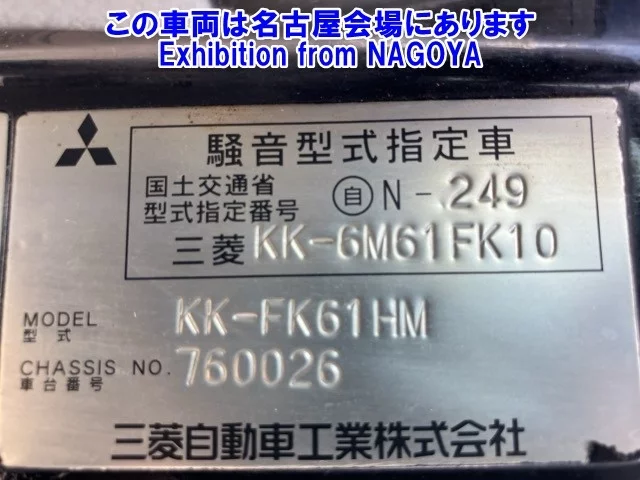 この車両は名古屋会場にあります
Exhibition from NAGOYA
騒音型式指定車
国土交通省
型式指定番号 自 N-249
三菱 KK-6M61FK10
MODEL
型式 KK-FK61HM
CHASSIS NO.
車台番号 760026
三菱自動車工業株式会社